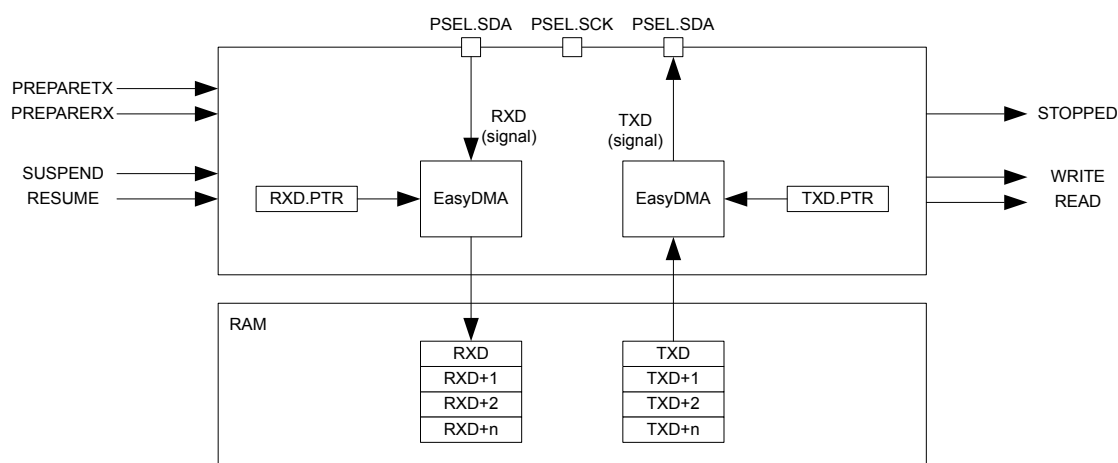 PSEL.SDA PSEL.SCK PSEL.SDA
PREPARETX
PREPARERX
RXD
(signal)
TXD
(signal)
STOPPED
SUSPEND
RESUME
RXD.PTR
EasyDMA
EasyDMA
TXD.PTR
WRITE
READ
RAM
RXD
RXD+1
RXD+2
RXD+n
TXD
TXD+1
TXD+2
TXD+n